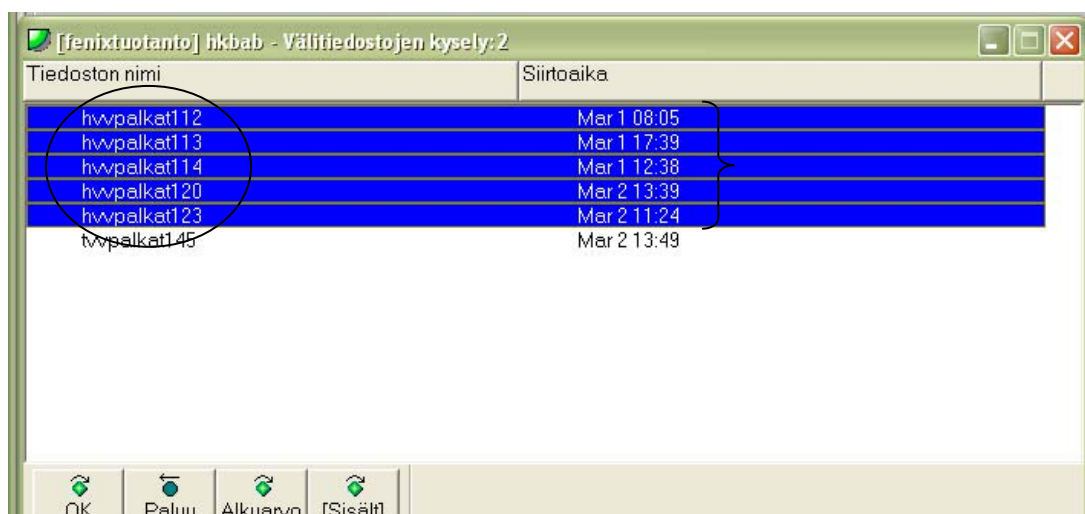 [fenixtuotanto] hkbab - Välitiedostojen kysely:2
Tiedoston nimi Siirtoaika
hvvpalkat112 Mar 1 08:05
hvvpalkat113 Mar 1 17:39
hvvpalkat114 Mar 1 12:38
hvvpalkat120 Mar 2 13:39
hvvpalkat123 Mar 2 11:24
tvvpalkat145 Mar 2 13:49
OK Paluu Alkuarvo [Sisält]